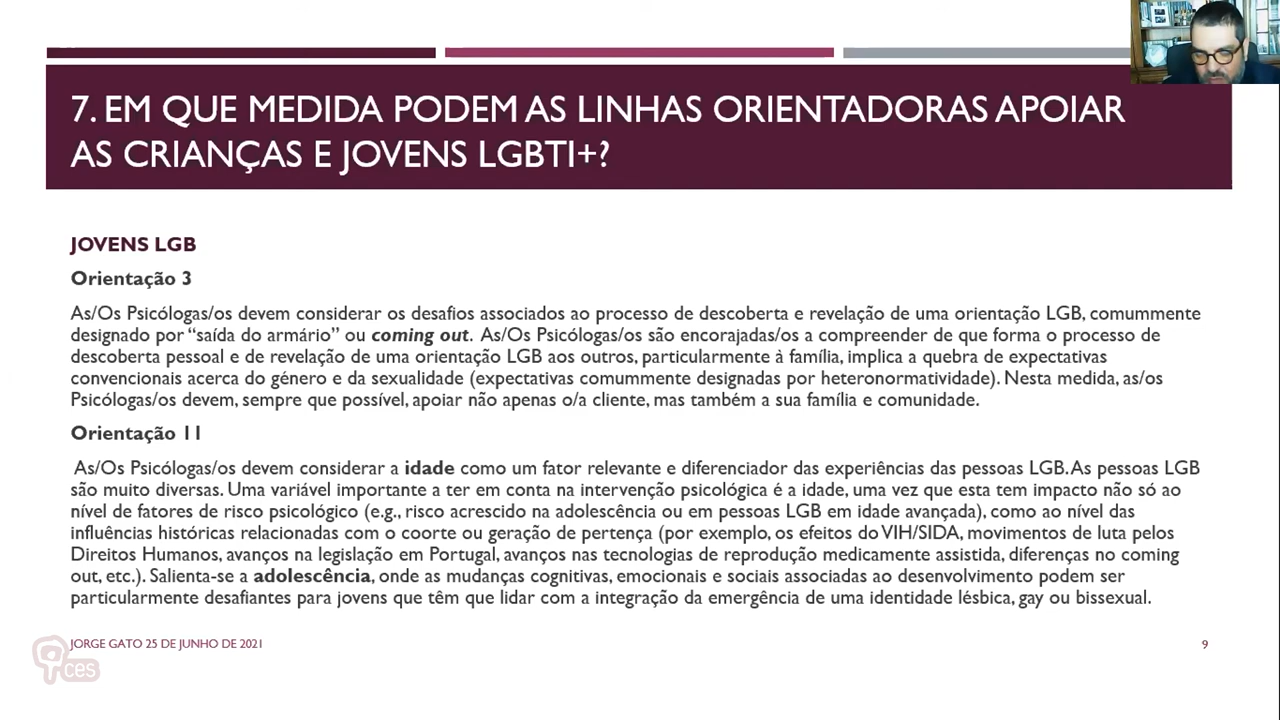 7. EM QUE MEDIDA PODEM AS LINHAS ORIENTADORAS APOIAR
AS CRIANÇAS E JOVENS LGBTI+?
JOVENS LGB
Orientação 3
As/Os Psicólogas/os devem considerar os desafios associados ao processo de descoberta e revelação de uma orientação LGB, comummente
designado por “saída do armário” ou coming out. As/Os Psicólogas/os são encorajadas/os a compreender de que forma o processo de
descoberta pessoal e de revelação de uma orientação LGB aos outros, particularmente à família, implica a quebra de expectativas
convencionais acerca do género e da sexualidade (expectativas comummente designadas por heteronormatividade). Nesta medida, as/os
Psicólogas/os devem, sempre que possível, apoiar não apenas o/a cliente, mas também a sua família e comunidade.
Orientação 11
As/Os Psicólogas/os devem considerar a idade como um fator relevante e diferenciador das experiências das pessoas LGB. As pessoas LGB
são muito diversas. Uma variável importante a ter em conta na intervenção psicológica é a idade, uma vez que esta tem impacto não só ao
nível de fatores de risco psicológico (e.g., risco acrescido na adolescência ou em pessoas LGB em idade avançada), como ao nível das
influências históricas relacionadas com o coorte ou geração de pertença (por exemplo, os efeitos do VIH/SIDA, movimentos de luta pelos
Direitos Humanos, avanços na legislação em Portugal, avanços nas tecnologias de reprodução medicamente assistida, diferenças no coming
out, etc.). Salienta-se a adolescência, onde as mudanças cognitivas, emocionais e sociais associadas ao desenvolvimento podem ser
particularmente desafiantes para jovens que têm que lidar com a integração da emergência de uma identidade lésbica, gay ou bissexual.
JORGE GATO 25 DE JUNHO DE 2021
9
ces